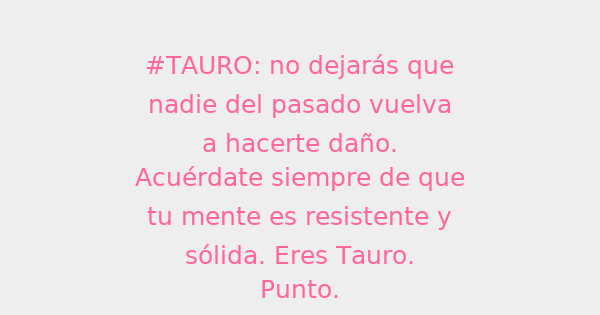 #TAURO: no dejarás que
nadie del pasado vuelva
a hacerte daño.
Acuérdate siempre de que
tu mente es resistente y
sólida. Eres Tauro.
Punto.